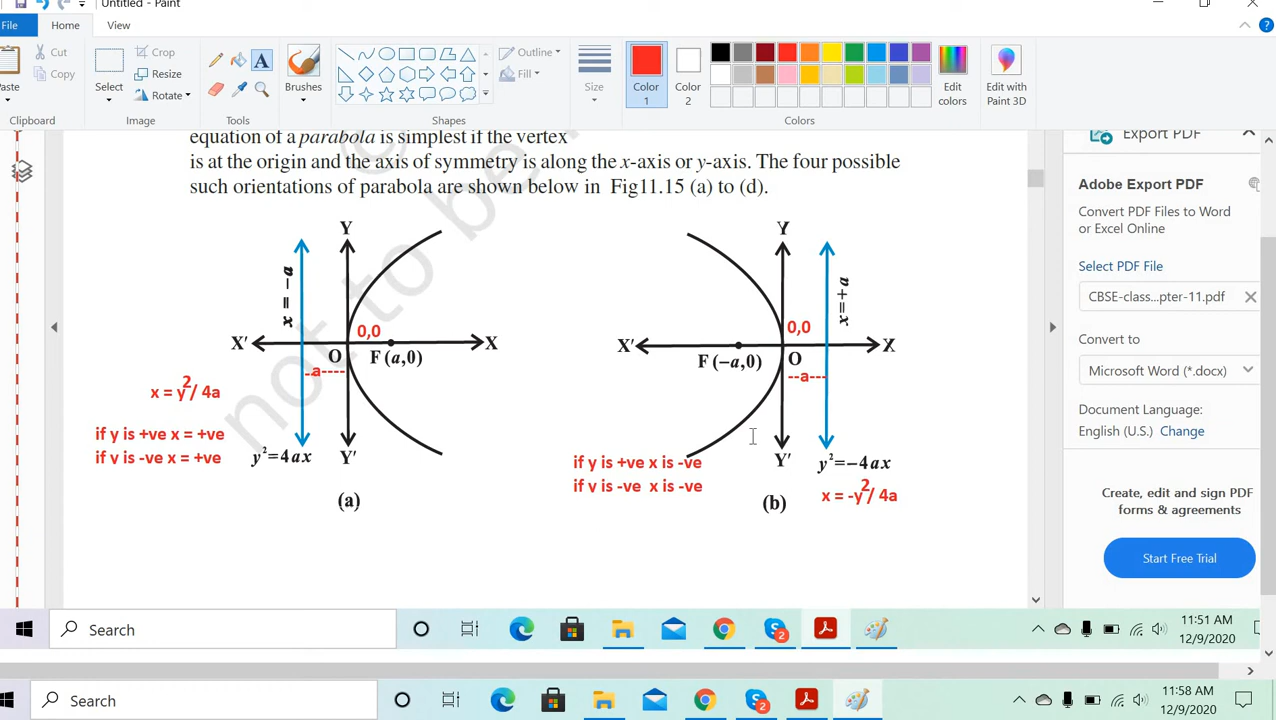 Untitled - Paint
File Home View
Cut
Copy
Select
Crop
Resize
Rotate
Brushes
Outline
Fill
Size
Color 1
Color 2
Edit colors
Edit with Paint 3D
Clipboard
Image
Tools
Shapes
Colors
equation of a parabola is simplest if the vertex
is at the origin and the axis of symmetry is along the x-axis or y-axis. The four possible
such orientations of parabola are shown below in Fig11.15 (a) to (d).
not to be
Y
x = -a
0,0
X′ X
O F (a,0)
--a----
x = y2/ 4a
if y is +ve x = +ve
if y is -ve x = +ve
y2=4ax Y′
(a)
Y
x=+a
0,0
X′ X
F (-a,0) O
--a---
if y is +ve x is -ve
if y is -ve x is -ve
Y′ y2=-4ax
x = -y2/ 4a
(b)
Export PDF
Adobe Export PDF
Convert PDF Files to Word
or Excel Online
Select PDF File
CBSE-class...pter-11.pdf
Convert to
Microsoft Word (*.docx)
Document Language:
English (U.S.) Change
Create, edit and sign PDF
forms & agreements
Start Free Trial
Search
2
11:51 AM
12/9/2020
Search
2
11:58 AM
12/9/2020